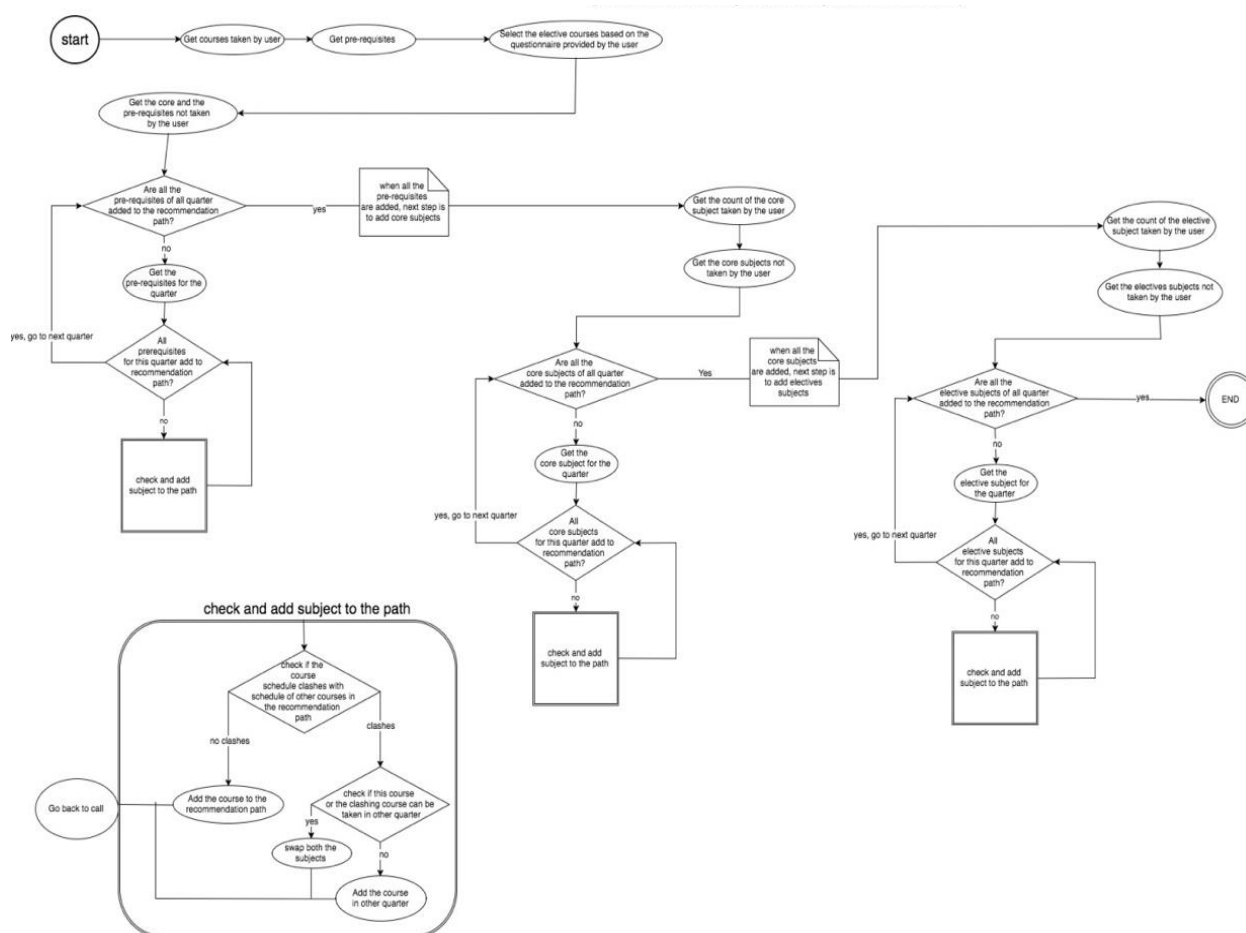 start
Get courses taken by user
Get pre-requisites
Select the elective courses based on the
questionnaire provided by the user
Get the core and the
pre-requisites not taken
by the user
Are all the
pre-requisites of all quarter
added to the recommendation
path?
yes
when all the
pre-requisites
are added, next step is
to add core subjects
no
Get the
pre-requisites for the
quarter
All
prerequisites
for this quarter add to
recommendation
path?
yes, go to next quarter
no
check and add
subject to the path
Get the count of the core
subject taken by the user
Get the core subjects not
taken by the user
Are all the
core subjects of all quarter
added to the recommendation
path?
Yes
when all the
core subjects
are added, next step is
to add electives
subjects
no
Get the
core subject for the
quarter
All
core subjects
for this quarter add to
recommendation
path?
yes, go to next quarter
no
check and add
subject to the path
Get the count of the elective
subject taken by the user
Get the electives subjects not
taken by the user
Are all the
elective subjects of all quarter
added to the recommendation
path?
yes
END
no
Get the
elective subject for
the quarter
All
elective subjects
for this quarter add to
recommendation
path?
yes, go to next quarter
no
check and add
subject to the path
check and add subject to the path
check if the
course
schedule clashes with
schedule of other courses in
the recommendation
path
no clashes
clashes
Go back to call
Add the course to the
recommendation path
check if this course
or the clashing course can be
taken in other quarter
yes
swap both the
subjects
no
Add the course
in other quarter